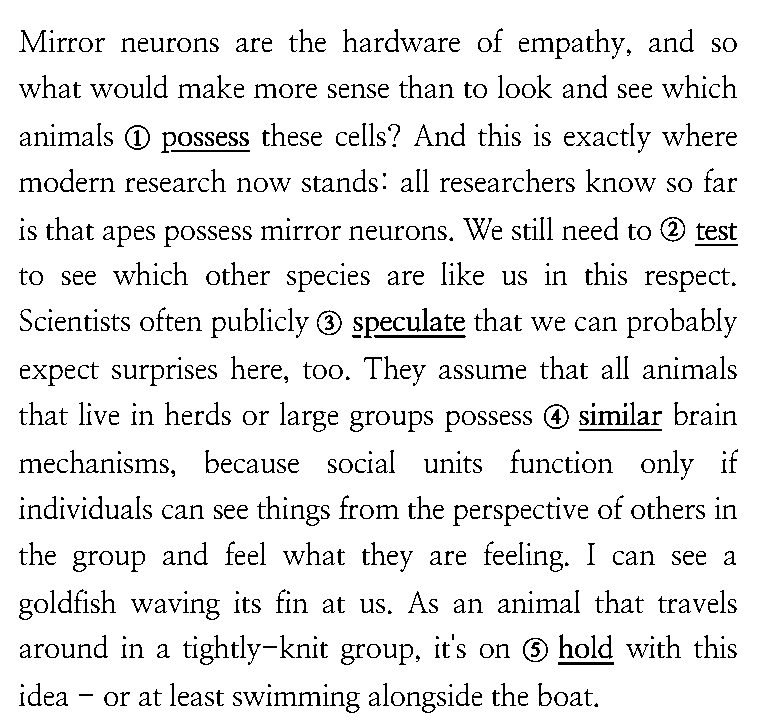 Mirror neurons are the hardware of empathy, and so
what would make more sense than to look and see which
animals ① possess these cells? And this is exactly where
modern research now stands: all researchers know so far
is that apes possess mirror neurons. We still need to ② test
to see which other species are like us in this respect.
Scientists often publicly ③ speculate that we can probably
expect surprises here, too. They assume that all animals
that live in herds or large groups possess ④ similar brain
mechanisms, because social units function only if
individuals can see things from the perspective of others in
the group and feel what they are feeling. I can see a
goldfish waving its fin at us. As an animal that travels
around in a tightly-knit group, it's on ⑤ hold with this
idea - or at least swimming alongside the boat.